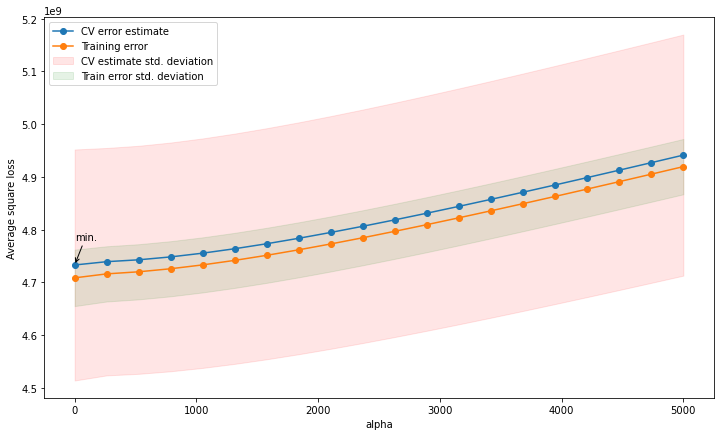 1e9
5.2
5.1
5.0
4.9
4.8
4.7
4.6
4.5
Average square loss
CV error estimate
Training error
CV estimate std. deviation
Train error std. deviation
min.
0
1000
2000
3000
4000
5000
alpha